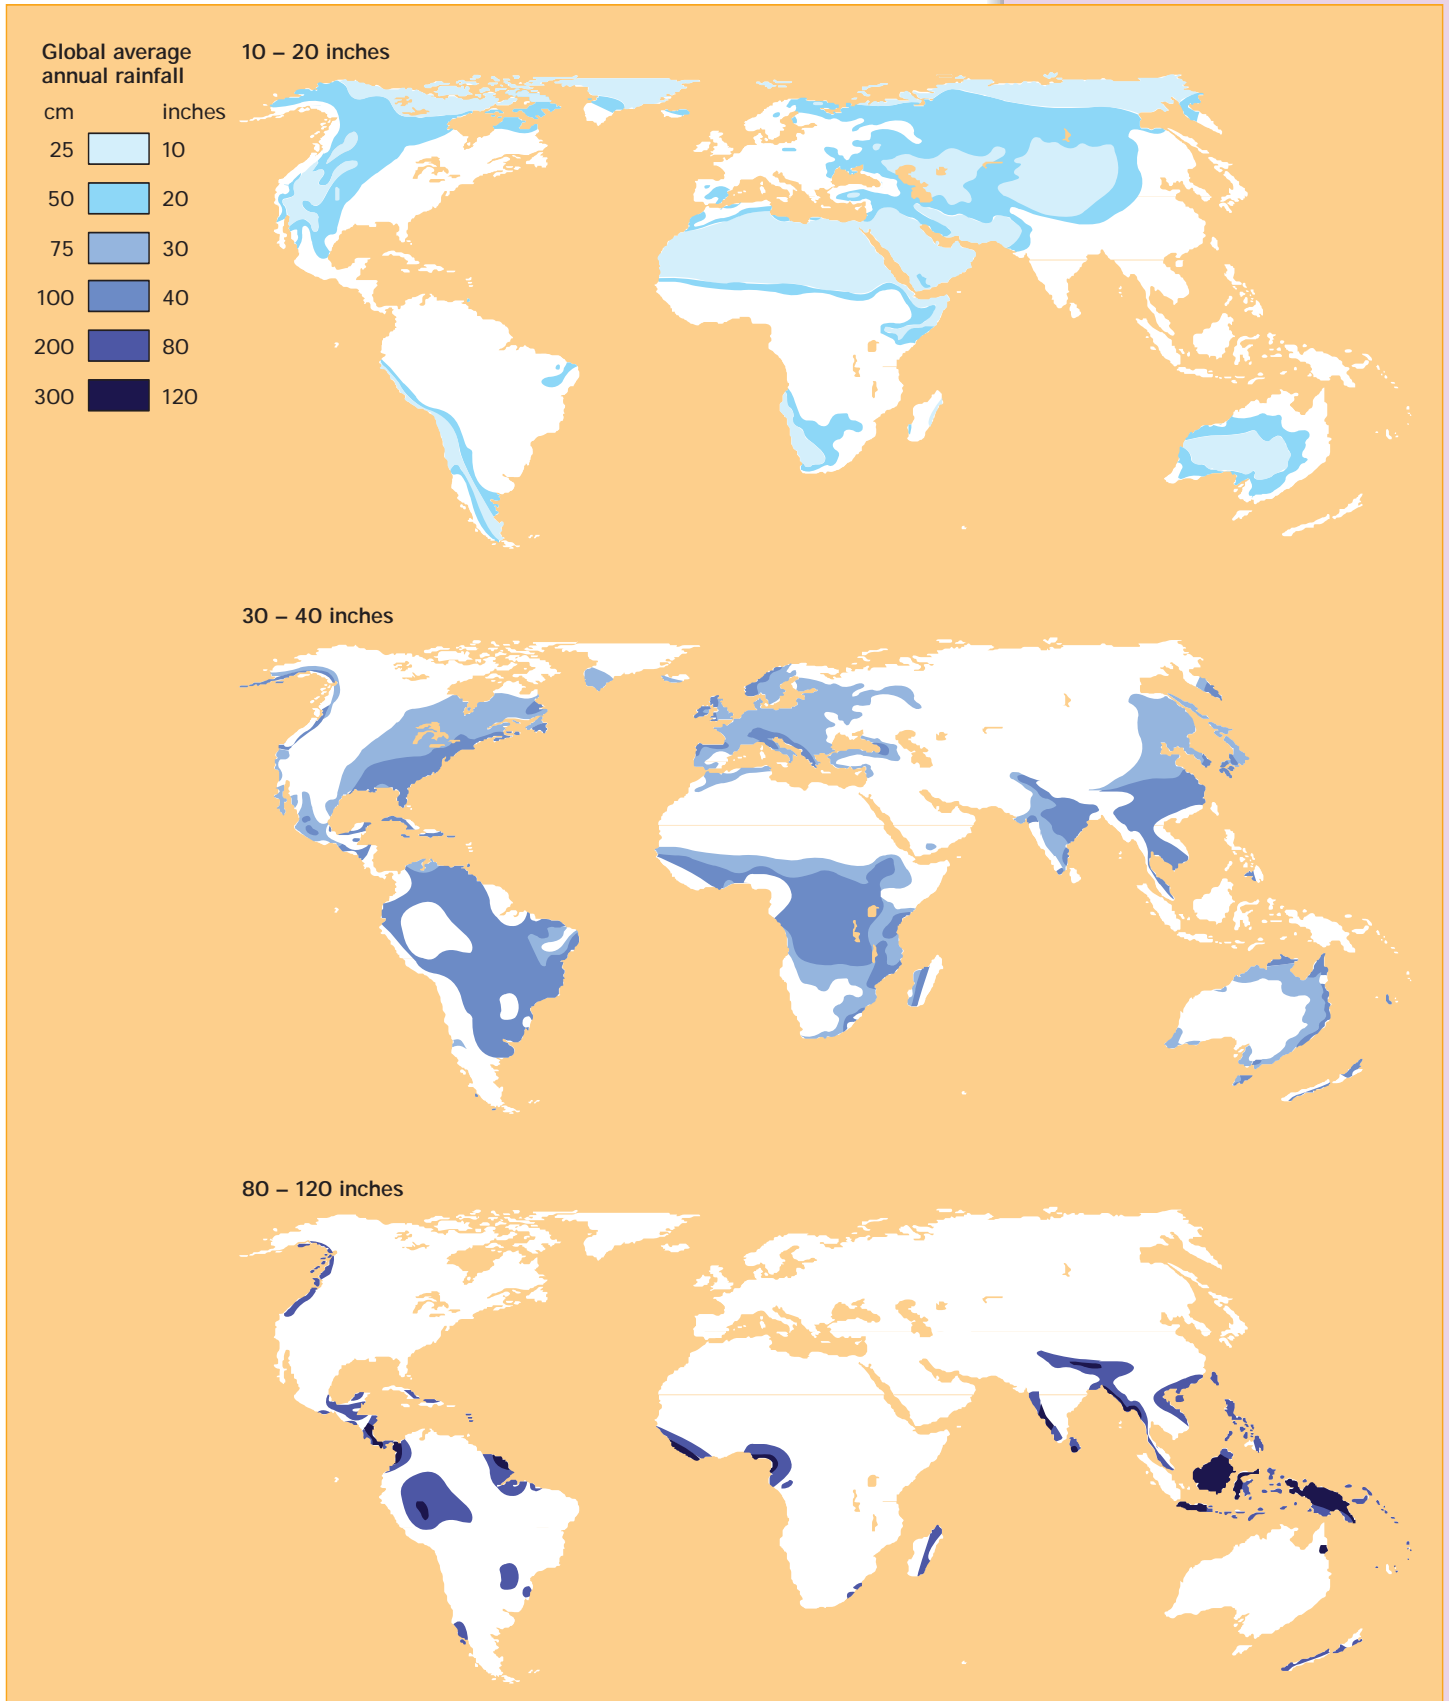 Global average
annual rainfall
cm inches
25 10
50 20
75 30
100 40
200 80
300 120
10 – 20 inches
30 – 40 inches
80 – 120 inches